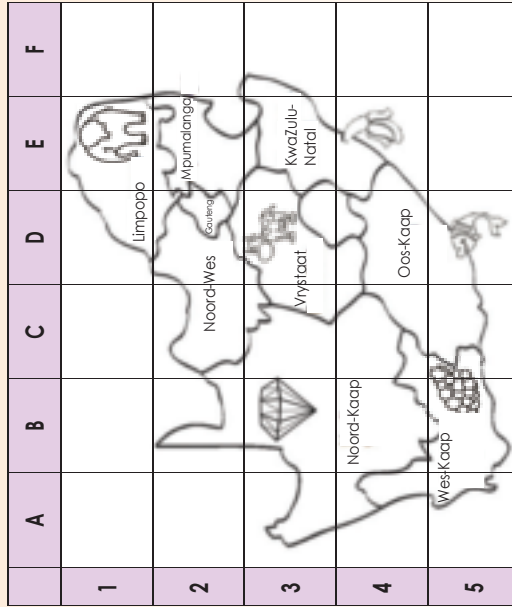 A B C D E F
1
Limpopo
2
Mpumalanga
Gauteng
Noord-Wes
3
KwaZulu-
Natal
Vrystaat
4
Oos-Kaap
Noord-Kaap
5
Wes-Kaap